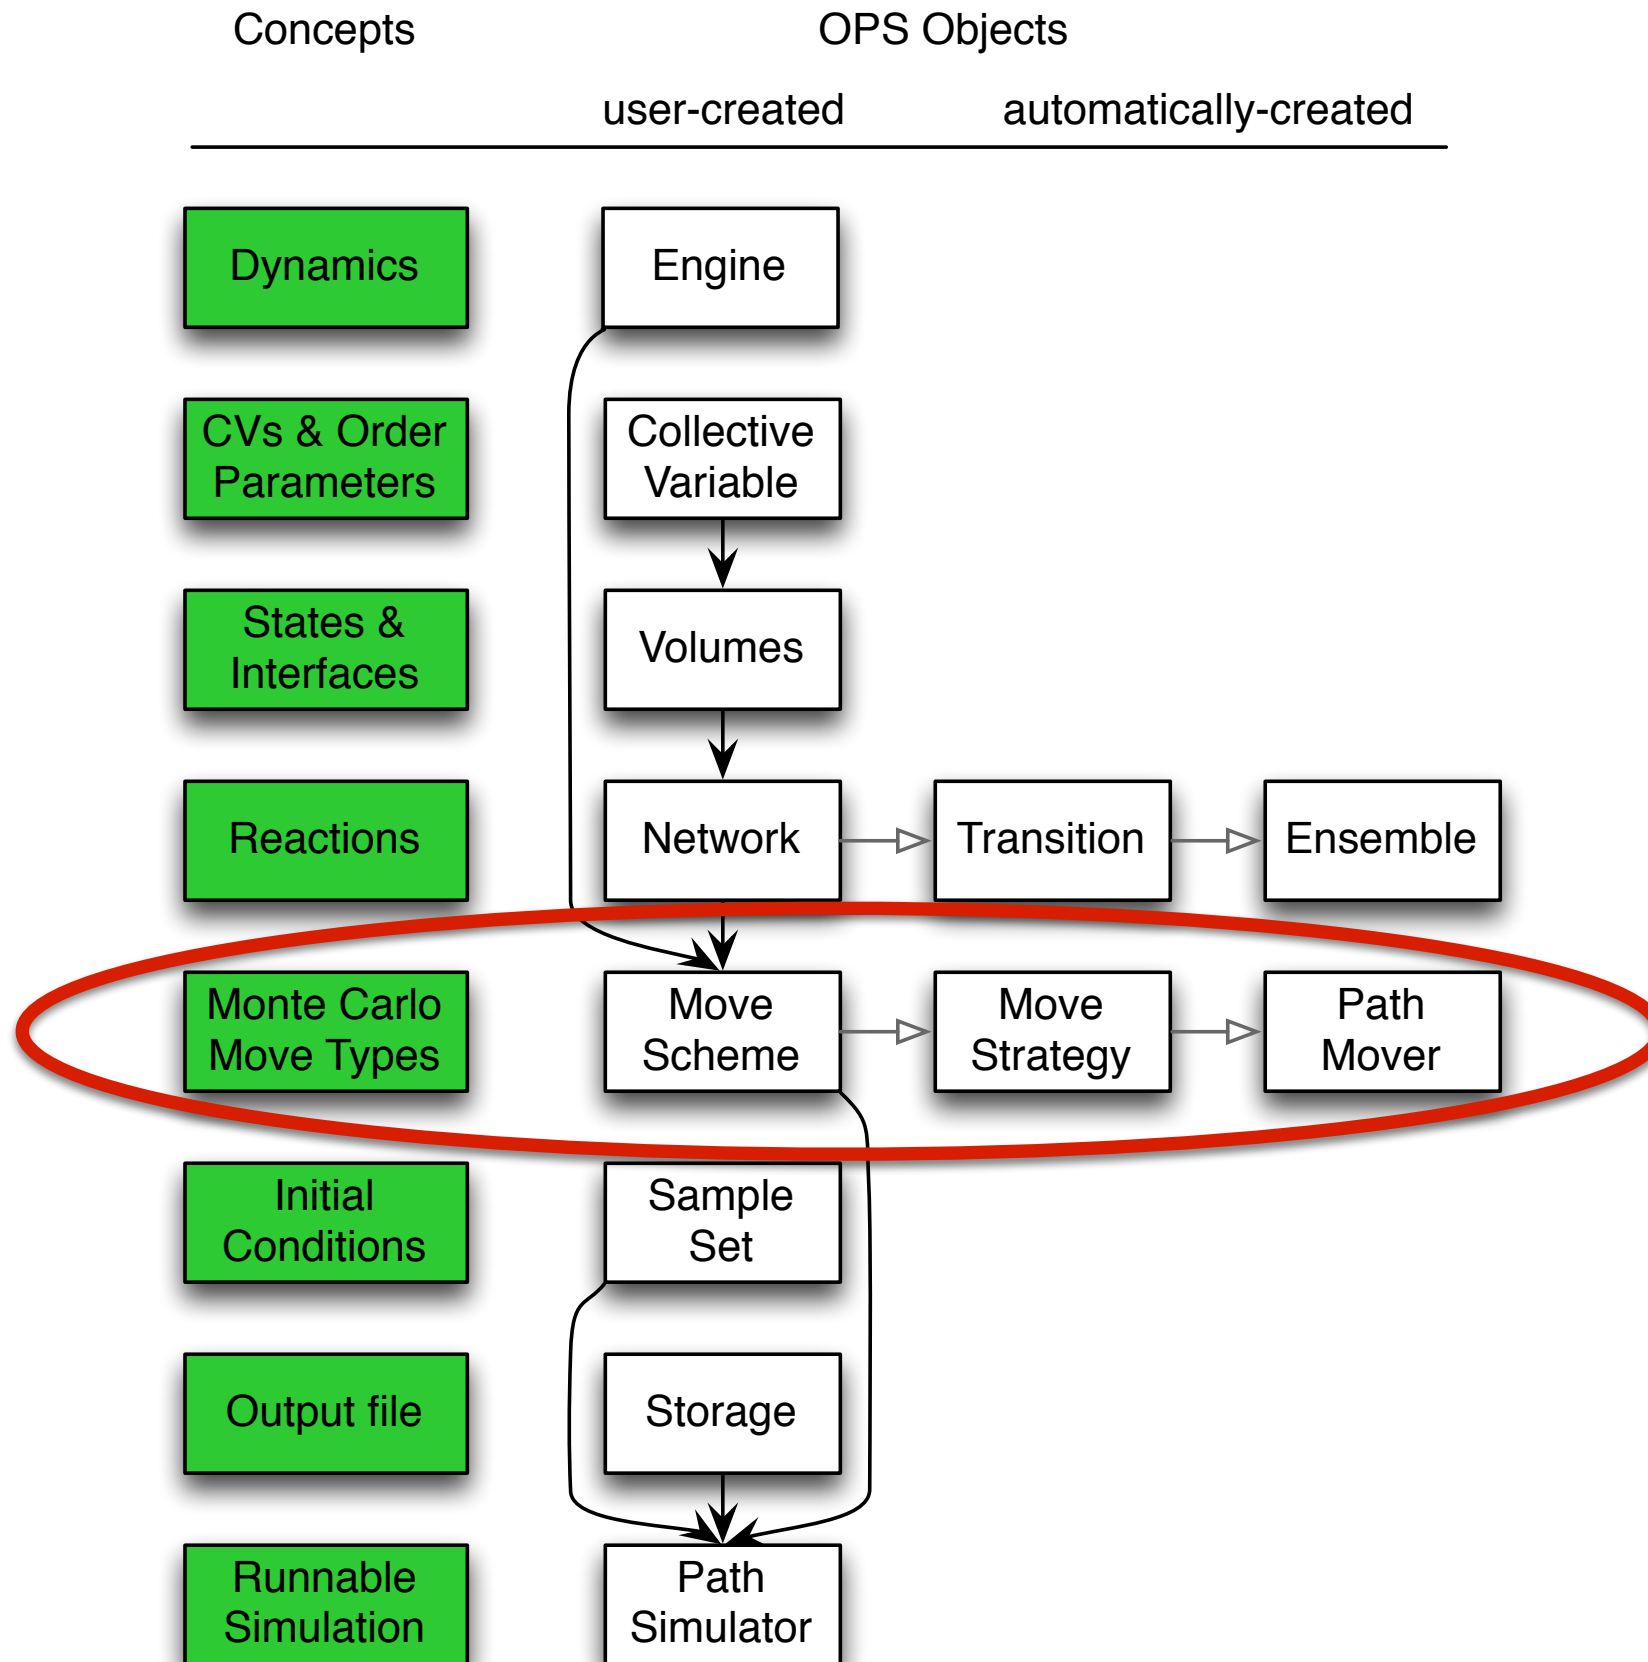 Concepts
OPS Objects
user-created
automatically-created
Dynamics
Engine
CVs & Order
Parameters
Collective
Variable
States &
Interfaces
Volumes
Reactions
Network
Transition
Ensemble
Monte Carlo
Move Types
Move
Scheme
Move
Strategy
Path
Mover
Initial
Conditions
Sample
Set
Output file
Storage
Runnable
Simulation
Path
Simulator